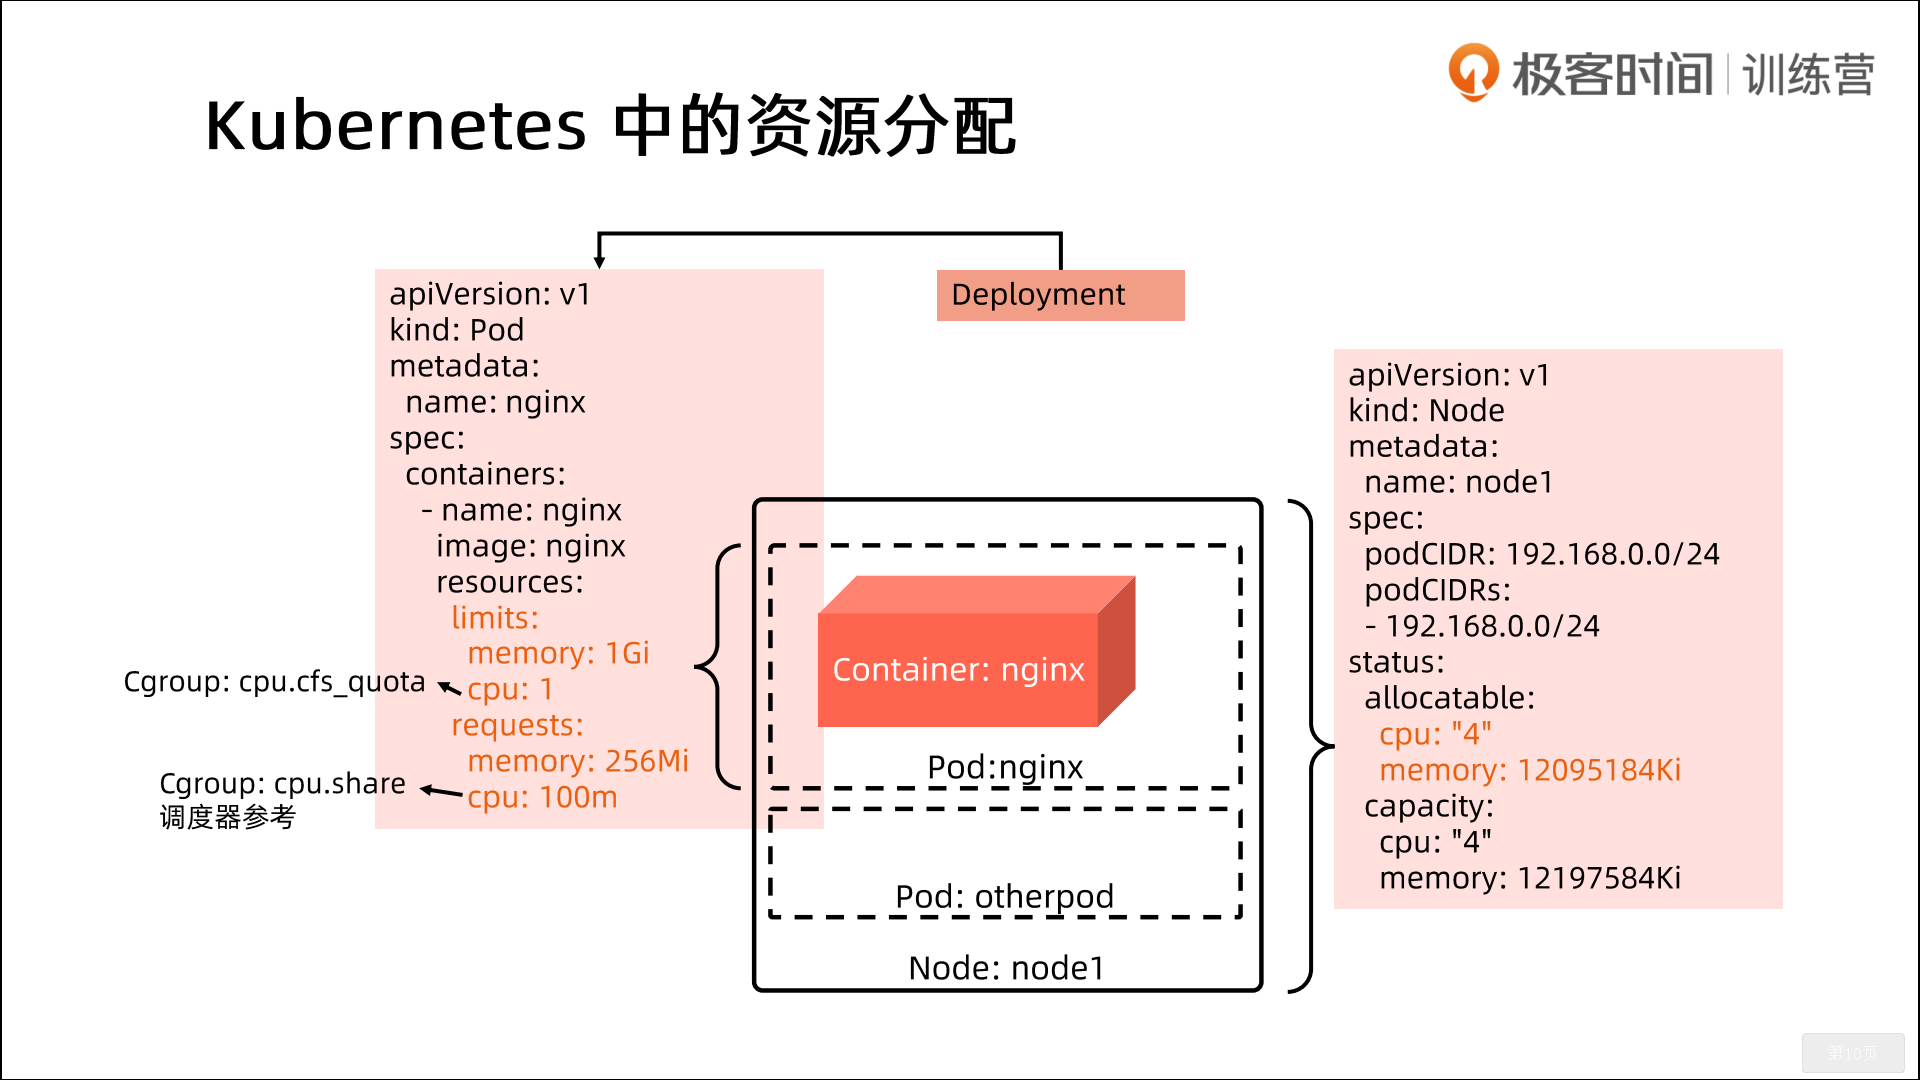 极客时间 | 训练营
Kubernetes 中的资源分配
Deployment
apiVersion: v1
kind: Pod
metadata:
name: nginx
spec:
containers:
- name: nginx
image: nginx
resources:
limits:
memory: 1Gi
cpu: 1
requests:
memory: 256Mi
cpu: 100m
Cgroup: cpu.cfs_quota
Cgroup: cpu.share
调度器参考
Container: nginx
Pod:nginx
Pod: otherpod
Node: node1
apiVersion: v1
kind: Node
metadata:
name: node1
spec:
podCIDR: 192.168.0.0/24
podCIDRs:
- 192.168.0.0/24
status:
allocatable:
cpu: "4"
memory: 12095184Ki
capacity:
cpu: "4"
memory: 12197584Ki
第10页